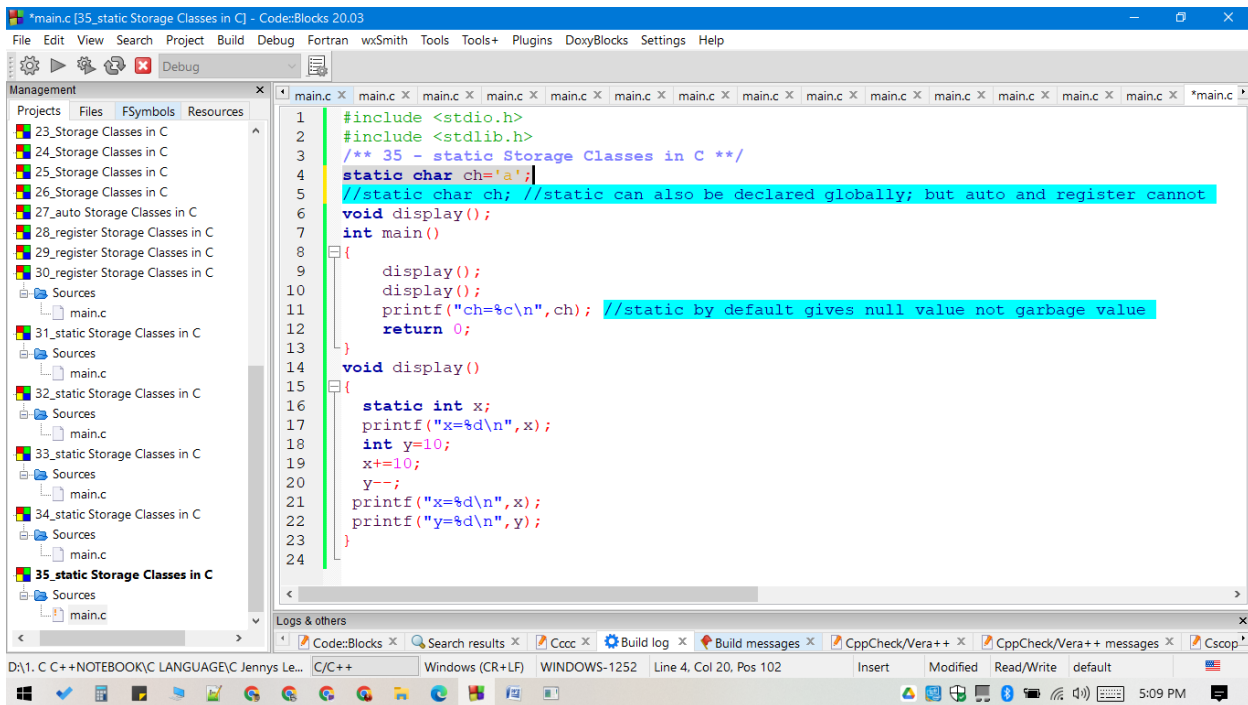 *main.c [35_static Storage Classes in C] - Code::Blocks 20.03
File Edit View Search Project Build Debug Fortran wxSmith Tools Tools+ Plugins DoxyBlocks Settings Help
Debug
Management
Projects Files FSymbols Resources
23_Storage Classes in C
24_Storage Classes in C
25_Storage Classes in C
26_Storage Classes in C
27_auto Storage Classes in C
28_register Storage Classes in C
29_register Storage Classes in C
30_register Storage Classes in C
Sources
main.c
31_static Storage Classes in C
Sources
main.c
32_static Storage Classes in C
Sources
main.c
33_static Storage Classes in C
Sources
main.c
34_static Storage Classes in C
Sources
main.c
35_static Storage Classes in C
Sources
main.c
main.c main.c main.c main.c main.c main.c main.c main.c main.c main.c main.c main.c main.c main.c *main.c
1 #include <stdio.h>
2 #include <stdlib.h>
3 /** 35 - static Storage Classes in C **/
4 static char ch='a';
5 //static char ch; //static can also be declared globally; but auto and register cannot
6 void display();
7 int main()
8 {
9 display();
10 display();
11 printf("ch=%c\n",ch); //static by default gives null value not garbage value
12 return 0;
13 }
14 void display()
15 {
16 static int x;
17 printf("x=%d\n",x);
18 int y=10;
19 x+=10;
20 y--;
21 printf("x=%d\n",x);
22 printf("y=%d\n",y);
23 }
24
Logs & others
Code::Blocks Search results Cccc Build log Build messages CppCheck/Vera++ CppCheck/Vera++ messages Cscop
D:\1. C C++NOTEBOOK\C LANGUAGE\C Jennys Le... C/C++ Windows (CR+LF) WINDOWS-1252 Line 4, Col 20, Pos 102 Insert Modified Read/Write default
5:09 PM